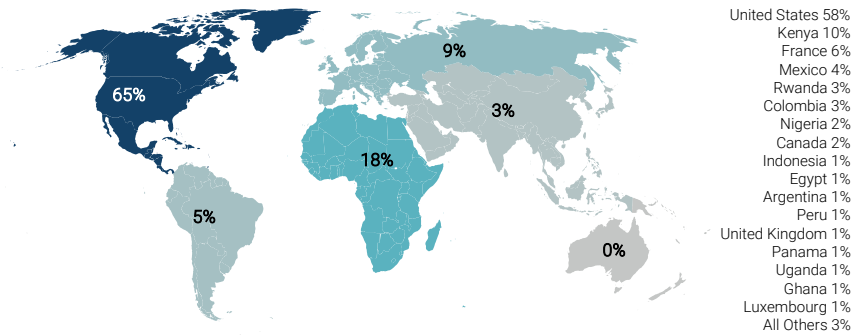 65%
9%
3%
18%
5%
0%
United States 58%
Kenya 10%
France 6%
Mexico 4%
Rwanda 3%
Colombia 3%
Nigeria 2%
Canada 2%
Indonesia 1%
Egypt 1%
Argentina 1%
Peru 1%
United Kingdom 1%
Panama 1%
Uganda 1%
Ghana 1%
Luxembourg 1%
All Others 3%